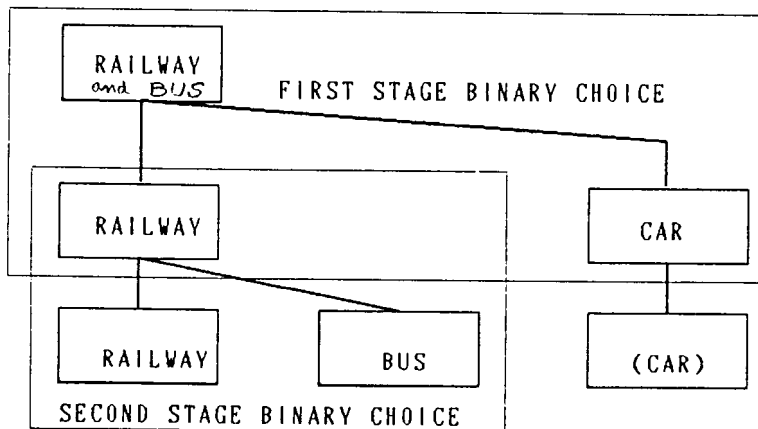 RAILWAY
and BUS
FIRST STAGE BINARY CHOICE
RAILWAY
CAR
RAILWAY
BUS
(CAR)
SECOND STAGE BINARY CHOICE